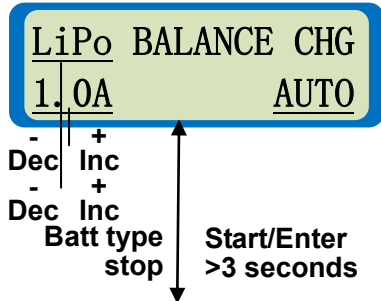 LiPo BALANCE CHG
1.0A AUTO
- +
Dec Inc
- +
Dec Inc
Batt type
stop
Start/Enter
>3 seconds